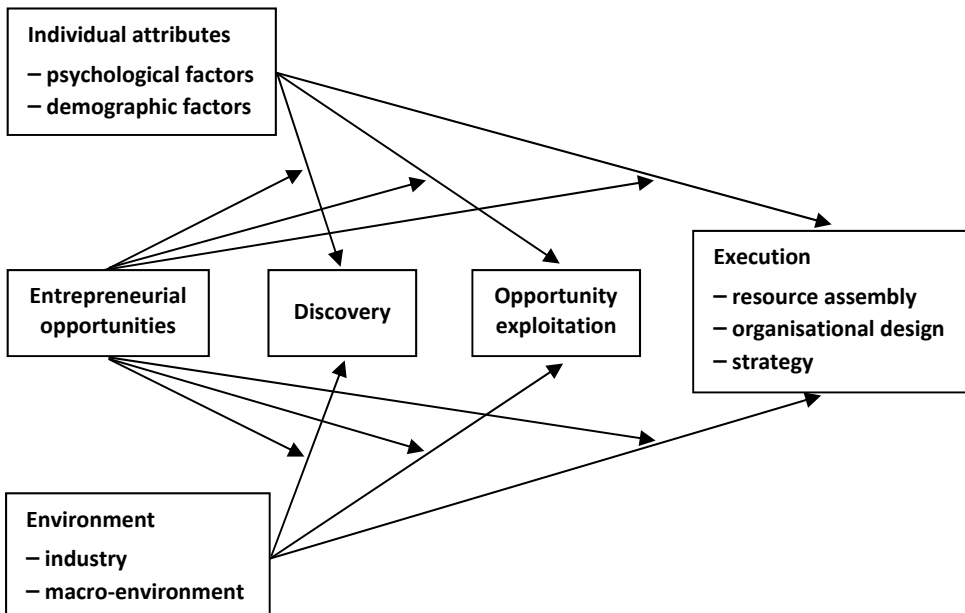 Individual attributes
– psychological factors
– demographic factors
Entrepreneurial
opportunities
Discovery
Opportunity
exploitation
Execution
– resource assembly
– organisational design
– strategy
Environment
– industry
– macro-environment